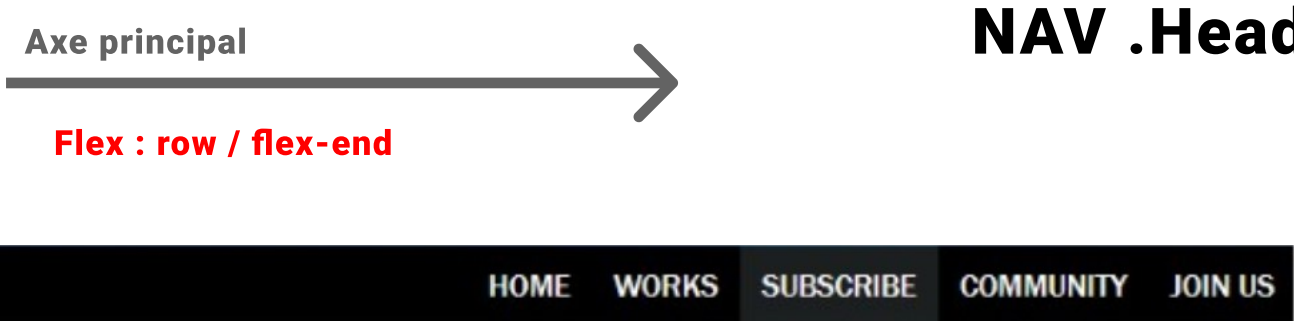 Axe principal
NAV .Head
Flex : row / flex-end
HOME WORKS SUBSCRIBE COMMUNITY JOIN US